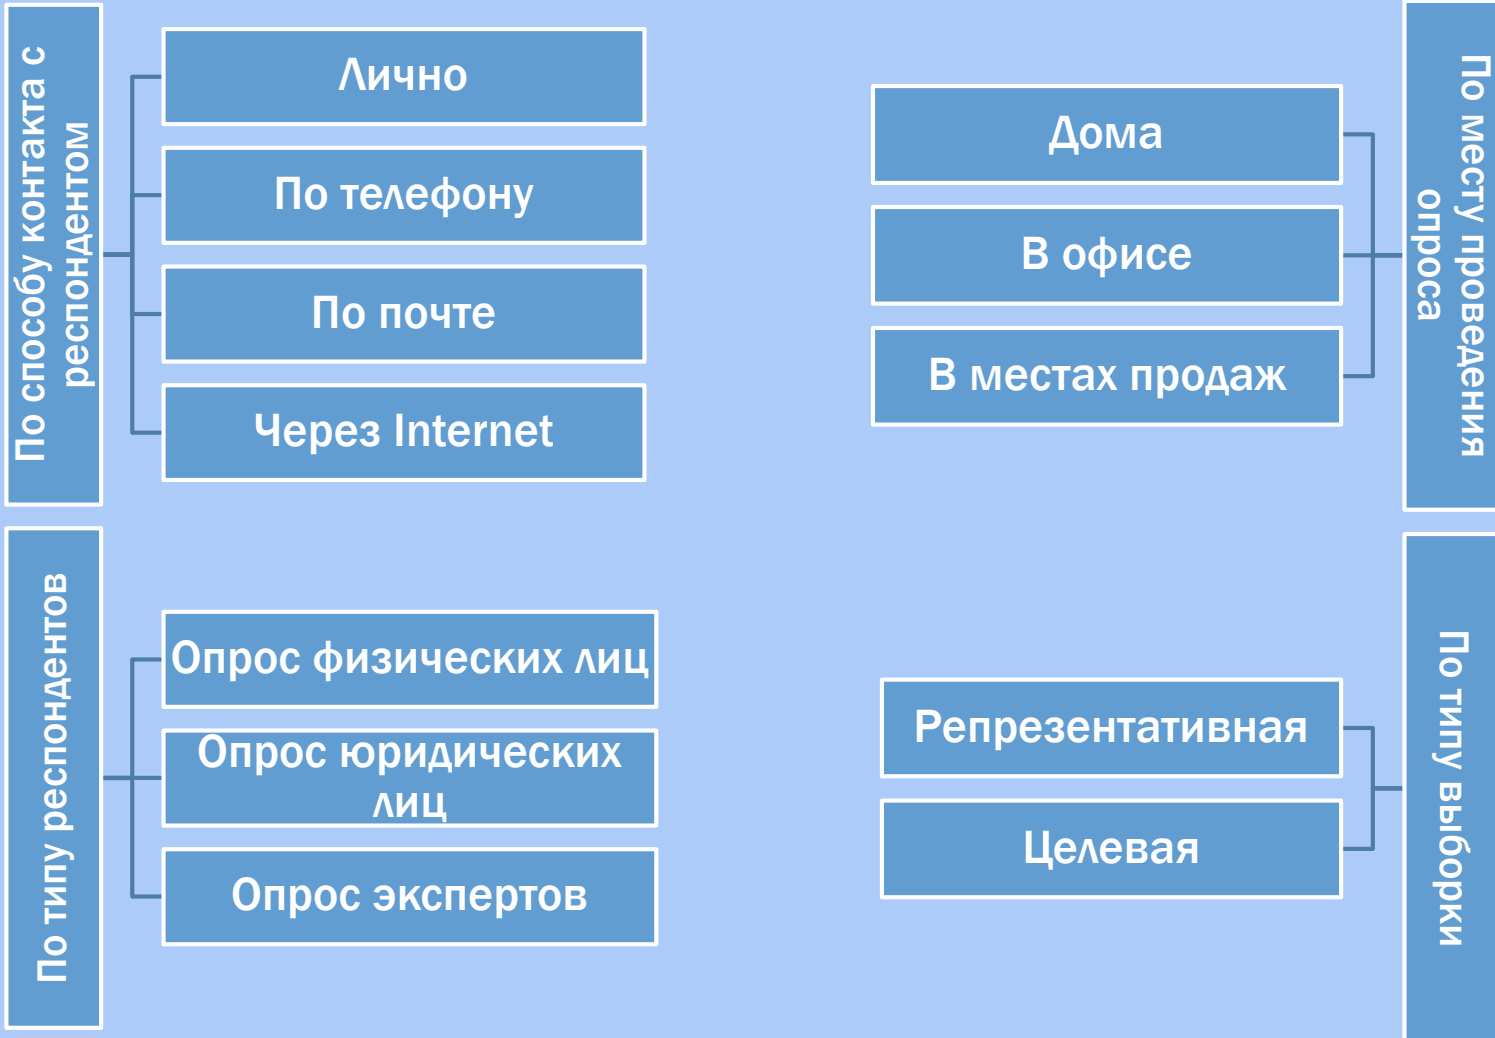 По способу контакта с
респондентом
Лично
По телефону
По почте
Через Internet
По месту проведения
опроса
Дома
В офисе
В местах продаж
По типу респондентов
Опрос физических лиц
Опрос юридических
лиц
Опрос экспертов
По типу выборки
Репрезентативная
Целевая